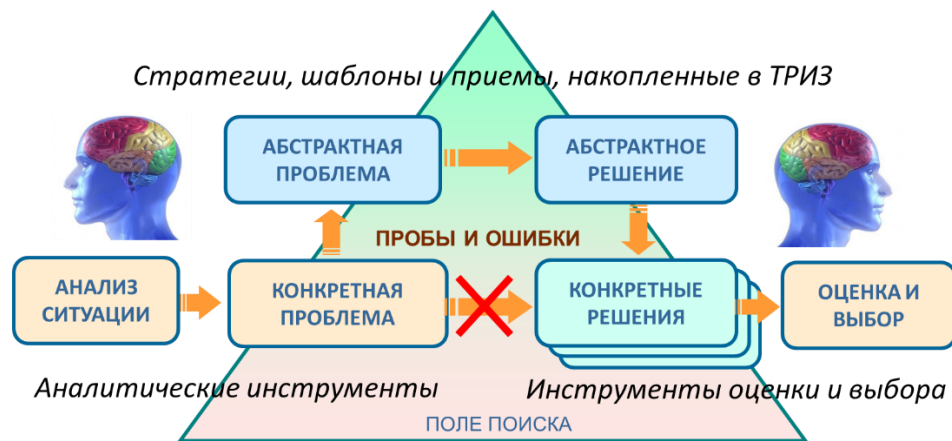 Стратегии, шаблоны и приемы, накопленные в ТРИЗ
АБСТРАКТНАЯ
ПРОБЛЕМА
АБСТРАКТНОЕ
РЕШЕНИЕ
ПРОБЫ И ОШИБКИ
АНАЛИЗ
СИТУАЦИИ
КОНКРЕТНАЯ
ПРОБЛЕМА
КОНКРЕТНЫЕ
РЕШЕНИЯ
ОЦЕНКА И
ВЫБОР
Аналитические инструменты
Инструменты оценки и выбора
ПОЛЕ ПОИСКА